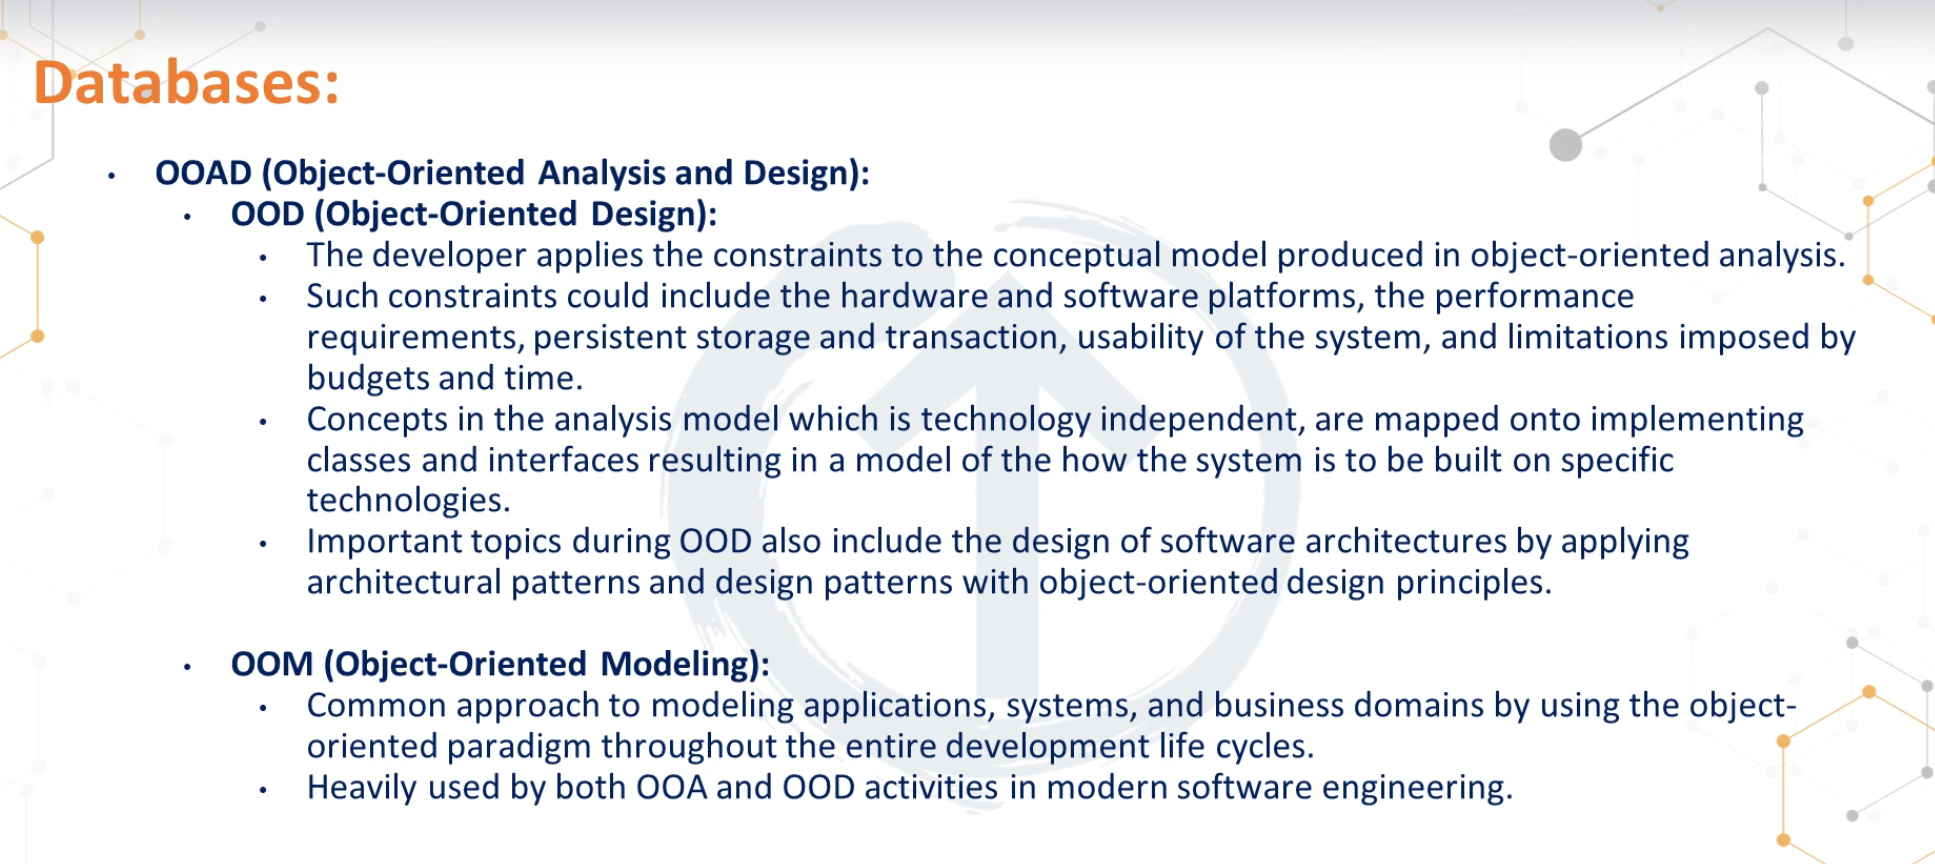 Databases:
• OOAD (Object-Oriented Analysis and Design):
• OOD (Object-Oriented Design):
• The developer applies the constraints to the conceptual model produced in object-oriented analysis.
• Such constraints could include the hardware and software platforms, the performance
requirements, persistent storage and transaction, usability of the system, and limitations imposed by
budgets and time.
• Concepts in the analysis model which is technology independent, are mapped onto implementing
classes and interfaces resulting in a model of the how the system is to be built on specific
technologies.
• Important topics during OOD also include the design of software architectures by applying
architectural patterns and design patterns with object-oriented design principles.
• OOM (Object-Oriented Modeling):
• Common approach to modeling applications, systems, and business domains by using the object-
oriented paradigm throughout the entire development life cycles.
• Heavily used by both OOA and OOD activities in modern software engineering.